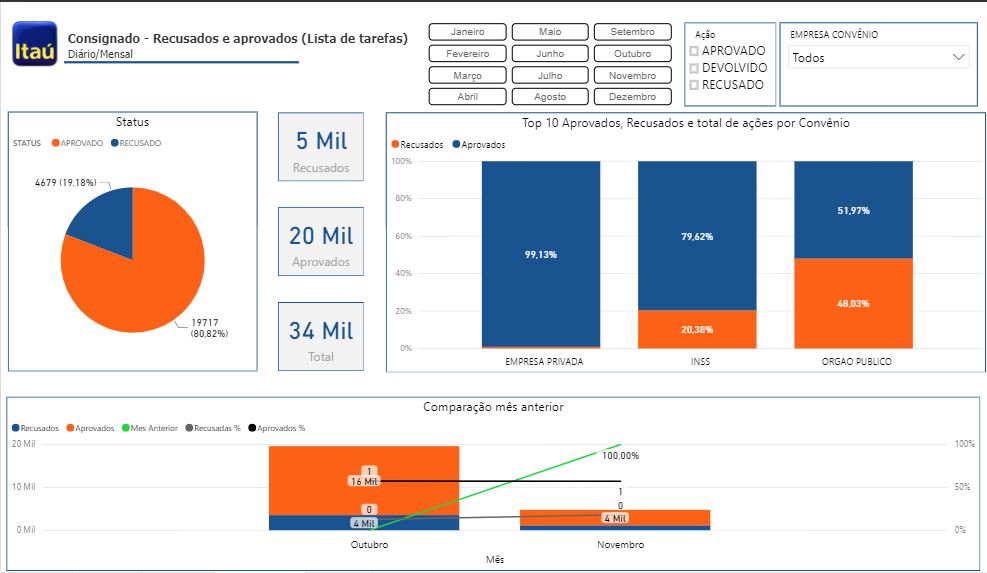 Itaú
Consignado - Recusados e aprovados (Lista de tarefas)
Diário/Mensal
Janeiro
Maio
Setembro
Fevereiro
Junho
Outubro
Março
Julho
Novembro
Abril
Agosto
Dezembro
Ação
APROVADO
DEVOLVIDO
RECUSADO
EMPRESA CONVÊNIO
Todos
Status
STATUS APROVADO RECUSADO
4679 (19,18%)
19717
(80,82%)
5 Mil
Recusados
20 Mil
Aprovados
34 Mil
Total
Top 10 Aprovados, Recusados e total de ações por Convênio
Recusados Aprovados
100%
80%
60%
40%
20%
0%
99,13%
79,62%
20,38%
51,97%
48,03%
EMPRESA PRIVADA
INSS
ORGAO PUBLICO
Comparação mês anterior
Recusados Aprovados Mes Anterior Recusadas % Aprovados %
20 Mil
10 Mil
0 Mil
1
16 Mil
0
4 Mil
100,00%
1
0
4 Mil
100%
50%
0%
Outubro
Novembro
Mês